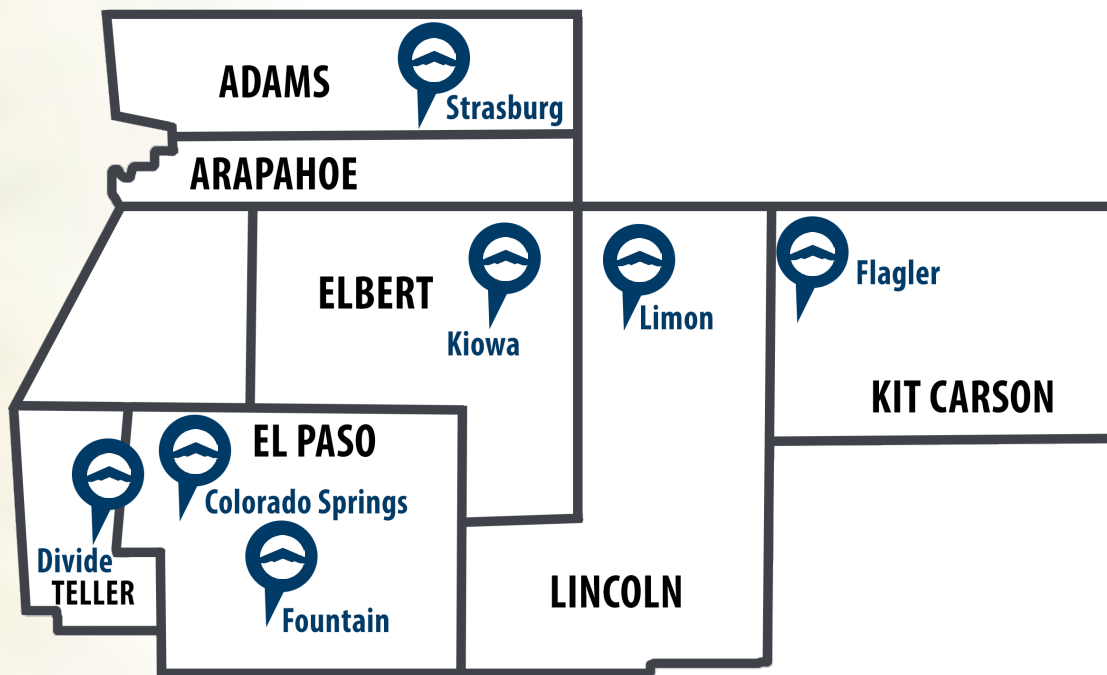 ADAMS
Strasburg
ARAPAHOE
ELBERT
Kiowa
Limon
Flagler
KIT CARSON
EL PASO
Colorado Springs
Divide
TELLER
Fountain
LINCOLN